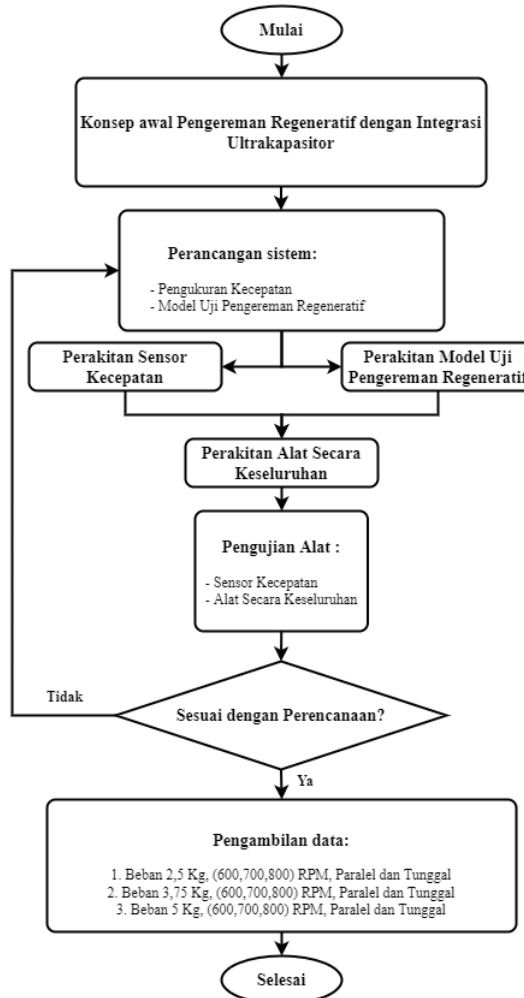 Mulai
Konsep awal Pengereman Regeneratif dengan Integrasi
Ultrakapasitor
Perancangan sistem:
- Pengukuran Kecepatan
- Model Uji Pengereman Regeneratif
Perakitan Sensor
Kecepatan
Perakitan Model Uji
Pengereman Regeneratif
Perakitan Alat Secara
Keseluruhan
Pengujian Alat :
- Sensor Kecepatan
- Alat Secara Keseluruhan
Tidak
Sesuai dengan Perencanaan?
Ya
Pengambilan data:
1. Beban 2,5 Kg, (600,700,800) RPM, Paralel dan Tunggal
2. Beban 3,75 Kg, (600,700,800) RPM, Paralel dan Tunggal
3. Beban 5 Kg, (600,700,800) RPM, Paralel dan Tunggal
Selesai